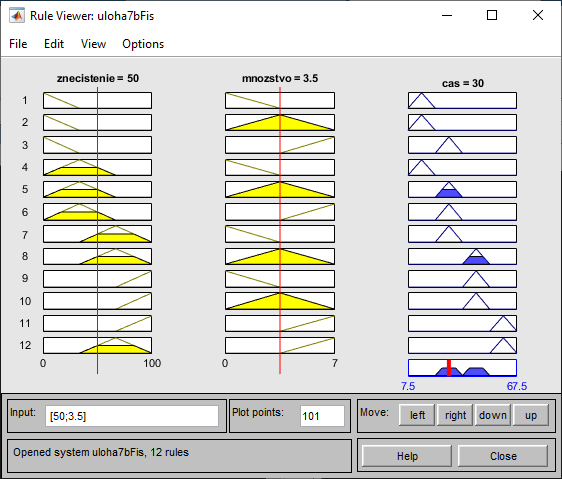 Rule Viewer: uloha7bFis
File Edit View Options
znecistenie = 50 mnozstvo = 3.5 cas = 30
1
2
3
4
5
6
7
8
9
10
11
12
0 100 0 7
7.5 67.5
Input: [50;3.5] Plot points: 101 Move: left right down up
Opened system uloha7bFis, 12 rules Help Close